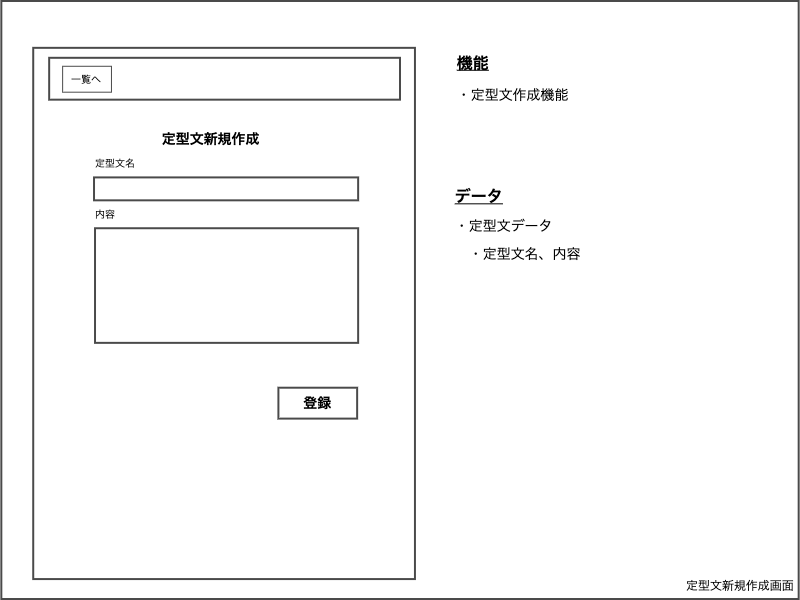 一覧へ
定型文新規作成
定型文名
内容
登録
機能
・定型文作成機能
データ
・定型文データ
・定型文名、内容
定型文新規作成画面